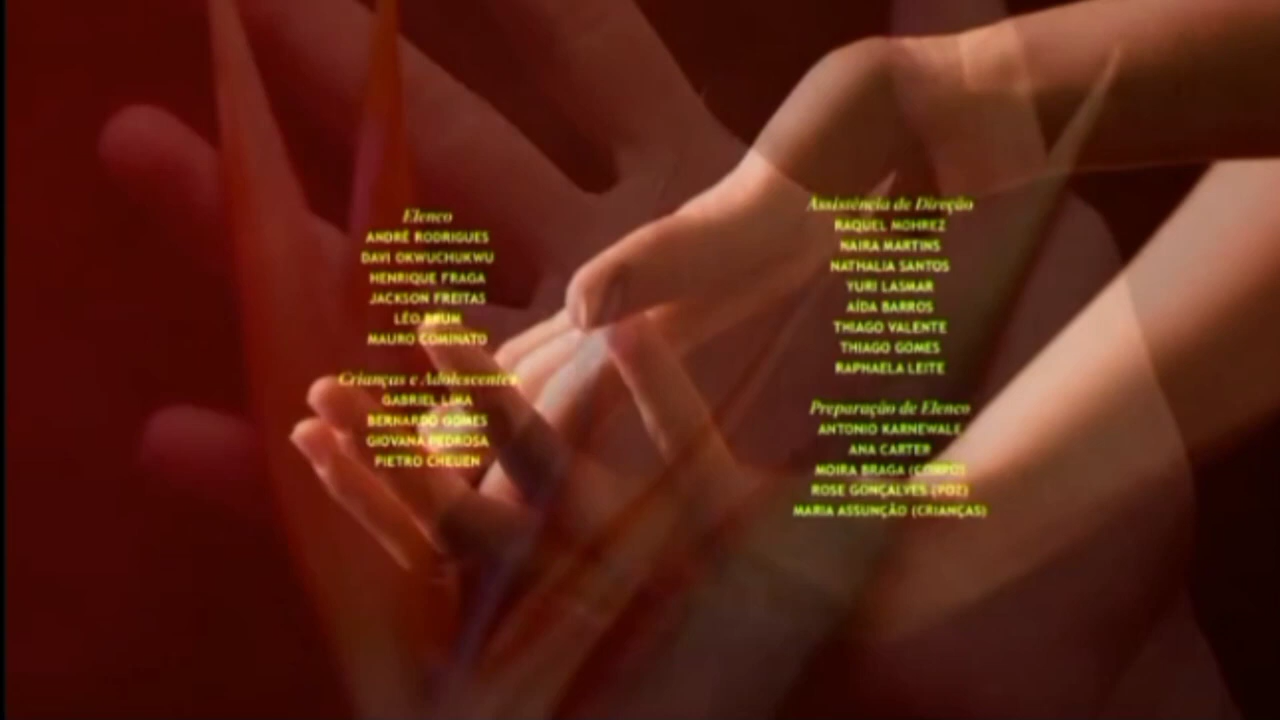 Elenco
ANDRÉ RODRIGUES
DAVI OKWUCHUKWU
HENRIQUE FRAGA
JACKSON FREITAS
LÉO BRUM
MAURO COMINATO
Crianças e Adolescentes
GABRIEL LIMA
BERNARDO GOMES
GIOVANA PEDROSA
PIETRO CHEUEN
Assistência de Direção
RAQUEL MOHREZ
NAIRA MARTINS
NATHALIA SANTOS
YURI LASMAR
AÍDA BARROS
THIAGO VALENTE
THIAGO GOMES
RAPHAELA LEITE
Preparação de Elenco
ANTONIO KARNEWALE
ANA CARTER
MOIRA BRAGA (CORPO)
ROSE GONÇALVES (VOZ)
MARIA ASSUNÇÃO (CRIANÇAS)